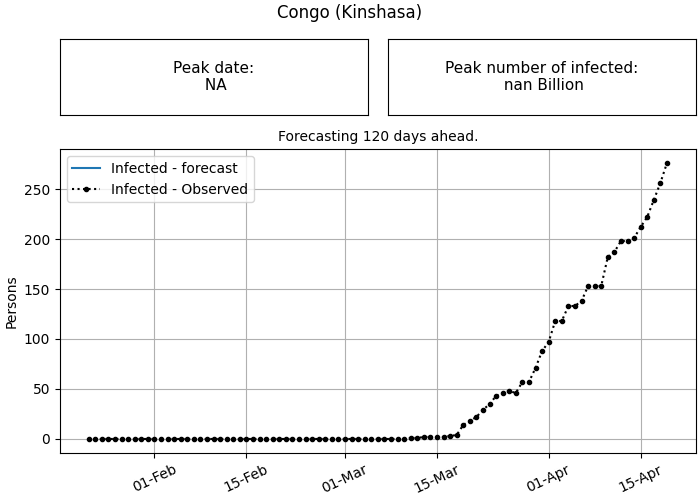 Congo (Kinshasa)
Peak date:
NA
Peak number of infected:
nan Billion
Forecasting 120 days ahead.
Infected - forecast
Infected - Observed
Persons
250
200
150
100
50
0
01-Feb
15-Feb
01-Mar
15-Mar
01-Apr
15-Apr